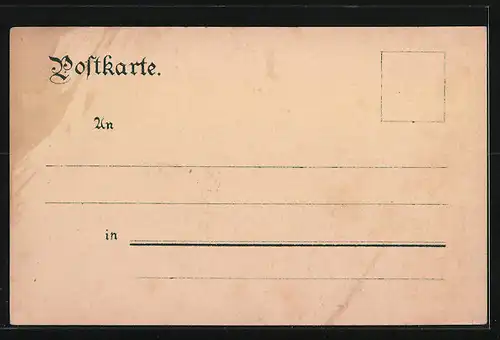 Postkarte.
An
in